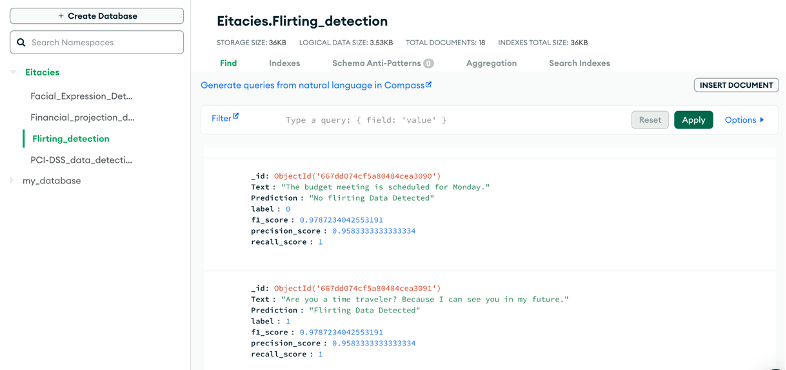 + Create Database
Search Namespaces
Eitacies
Facial_Expression_Det...
Financial_projection_d...
Flirting_detection
PCI-DSS_data_detecti...
my_database
Eitacies.Flirting_detection
STORAGE SIZE: 36KB LOGICAL DATA SIZE: 3.53KB TOTAL DOCUMENTS: 18 INDEXES TOTAL SIZE: 36KB
Find Indexes Schema Anti-Patterns 0 Aggregation Search Indexes
Generate queries from natural language in Compass
INSERT DOCUMENT
Filter Type a query: { field: 'value' } Reset Apply Options
_id: ObjectId('667dd074cf5a80484cea3090')
Text : "The budget meeting is scheduled for Monday."
Prediction : "No flirting Data Detected"
label : 0
f1_score : 0.9787234042553191
precision_score : 0.9583333333333334
recall_score : 1
_id: ObjectId('667dd074cf5a80484cea3091')
Text : "Are you a time traveler? Because I can see you in my future."
Prediction : "Flirting Data Detected"
label : 1
f1_score : 0.9787234042553191
precision_score : 0.9583333333333334
recall_score : 1